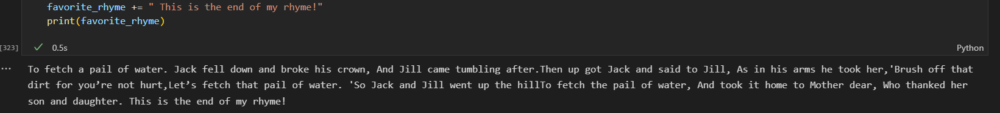 favorite_rhyme += " This is the end of my rhyme!"
print(favorite_rhyme)
[323]
0.5s
Python
To fetch a pail of water. Jack fell down and broke his crown, And Jill came tumbling after.Then up got Jack and said to Jill, As in his arms he took her,'Brush off that
dirt for you’re not hurt,Let’s fetch that pail of water. 'So Jack and Jill went up the hillTo fetch the pail of water, And took it home to Mother dear, Who thanked her
son and daughter. This is the end of my rhyme!